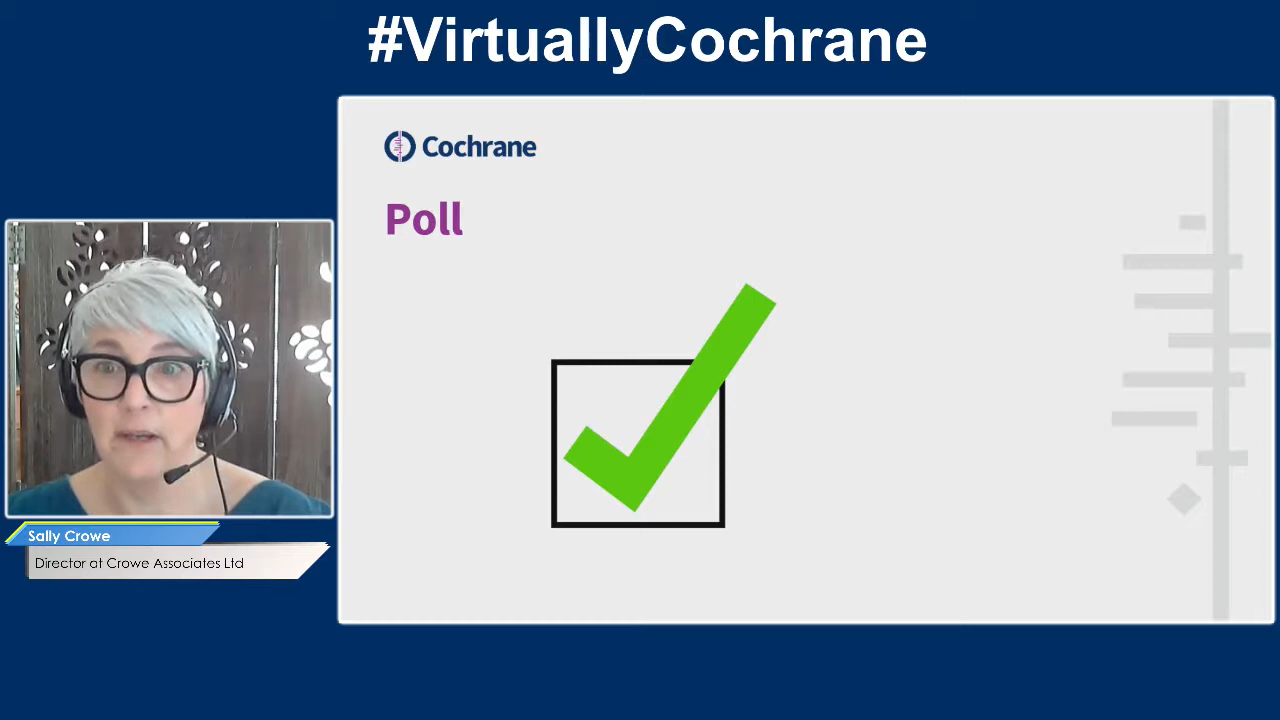 #VirtuallyCochrane
Cochrane
Poll
Sally Crowe
Director at Crowe Associates Ltd